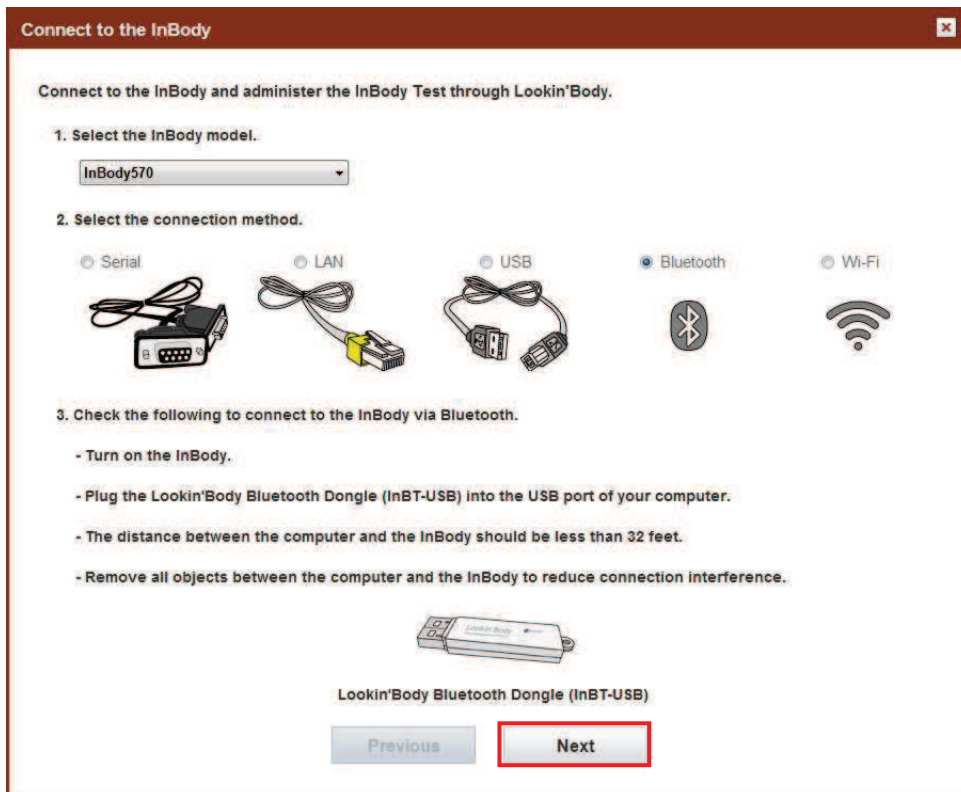 Connect to the InBody
Connect to the InBody and administer the InBody Test through Lookin'Body.
1. Select the InBody model.
InBody570
2. Select the connection method.
Serial LAN USB Bluetooth Wi-Fi
3. Check the following to connect to the InBody via Bluetooth.
- Turn on the InBody.
- Plug the Lookin'Body Bluetooth Dongle (InBT-USB) into the USB port of your computer.
- The distance between the computer and the InBody should be less than 32 feet.
- Remove all objects between the computer and the InBody to reduce connection interference.
Lookin'Body
Lookin'Body Bluetooth Dongle (InBT-USB)
Previous Next